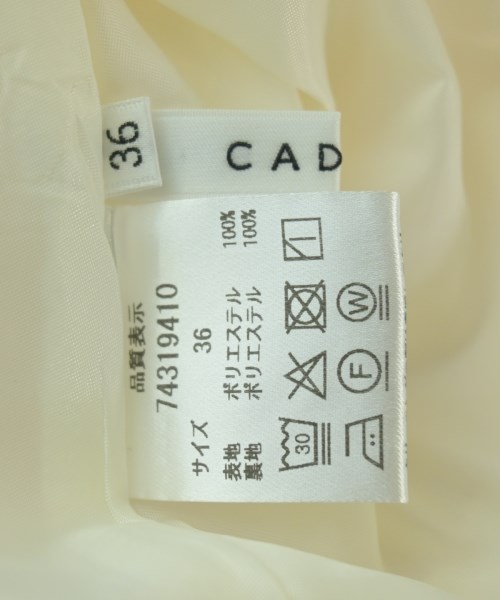 36
CAD
品質表示
74319410
サイズ 36
表地 ポリエステル 100%
裏地 ポリエステル 100%
W
F
30